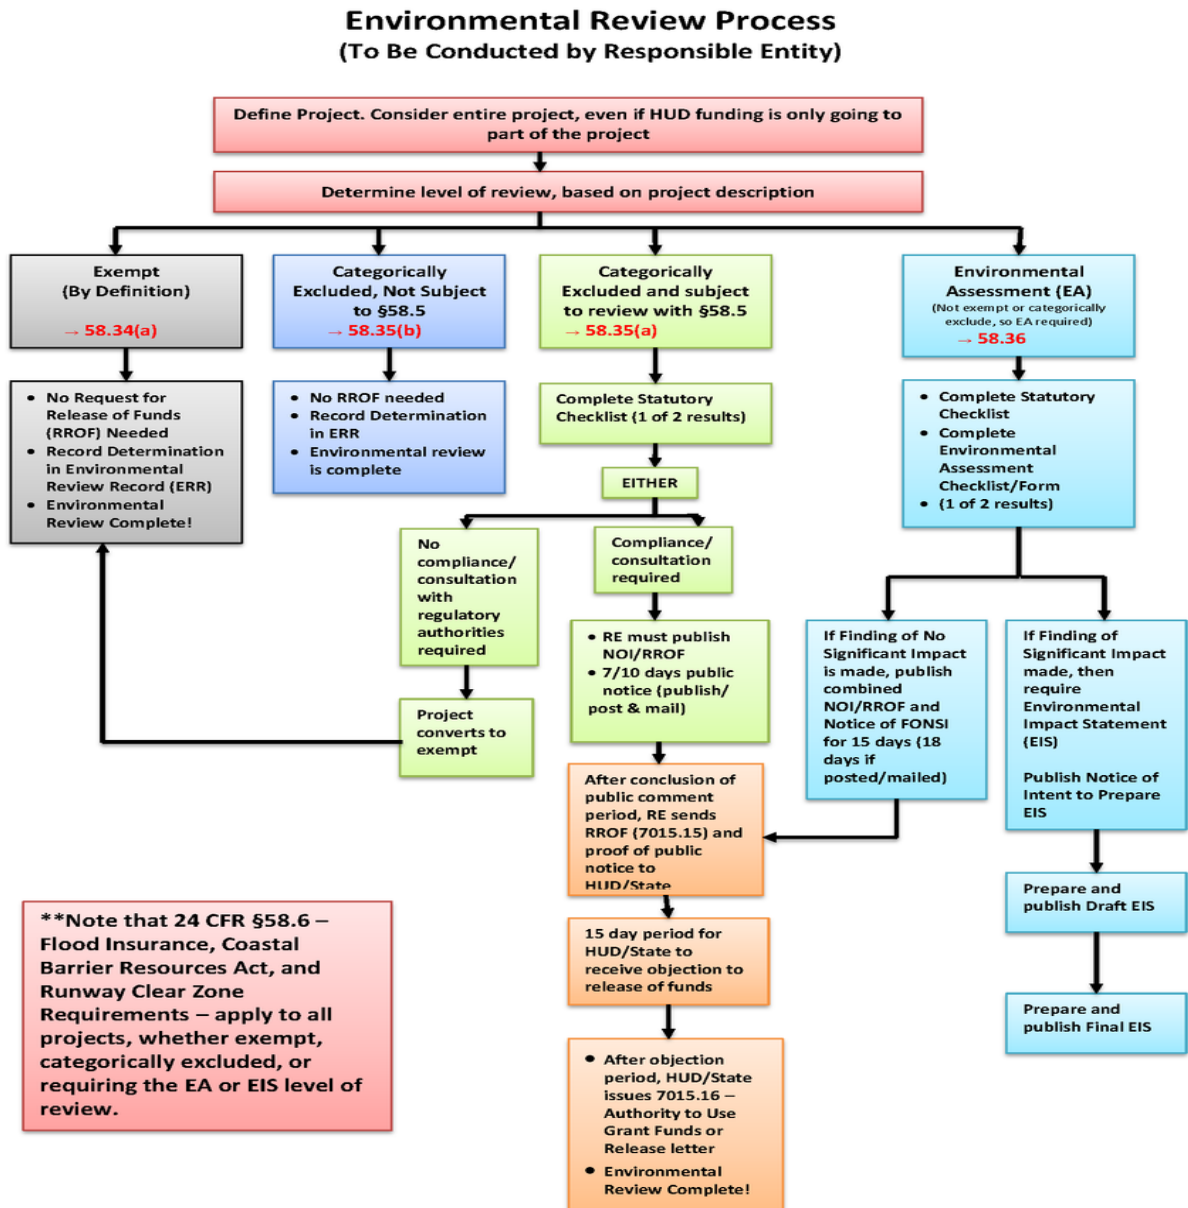 Environmental Review Process
(To Be Conducted by Responsible Entity)
Define Project. Consider entire project, even if HUD funding is only going to
part of the project
Determine level of review, based on project description
Exempt
(By Definition)
→ 58.34(a)
Categorically
Excluded, Not Subject
to §58.5
→ 58.35(b)
Categorically
Excluded and subject
to review with §58.5
→ 58.35(a)
Environmental
Assessment (EA)
(Not exempt or categorically
exclude, so EA required)
→ 58.36
• No Request for
Release of Funds
(RROF) Needed
• Record Determination
in Environmental
Review Record (ERR)
• Environmental
Review Complete!
• No RROF needed
• Record Determination
in ERR
• Environmental review
is complete
Complete Statutory
Checklist (1 of 2 results)
• Complete Statutory
Checklist
• Complete
Environmental
Assessment
Checklist/Form
• (1 of 2 results)
EITHER
No
compliance/
consultation
with
regulatory
authorities
required
Compliance/
consultation
required
Project
converts to
exempt
• RE must publish
NOI/RROF
• 7/10 days public
notice (publish/
post & mail)
If Finding of No
Significant Impact
is made, publish
combined
NOI/RROF and
Notice of FONSI
for 15 days (18
days if
posted/mailed)
If Finding of
Significant Impact
made, then
require
Environmental
Impact Statement
(EIS)
Publish Notice of
Intent to Prepare
EIS
After conclusion of
public comment
period, RE sends
RROF (7015.15) and
proof of public
notice to
HUD/State
Prepare and
publish Draft EIS
15 day period for
HUD/State to
receive objection to
release of funds
Prepare and
publish Final EIS
• After objection
period, HUD/State
issues 7015.16 –
Authority to Use
Grant Funds or
Release letter
• Environmental
Review Complete!
**Note that 24 CFR §58.6 –
Flood Insurance, Coastal
Barrier Resources Act, and
Runway Clear Zone
Requirements – apply to all
projects, whether exempt,
categorically excluded, or
requiring the EA or EIS level of
review.